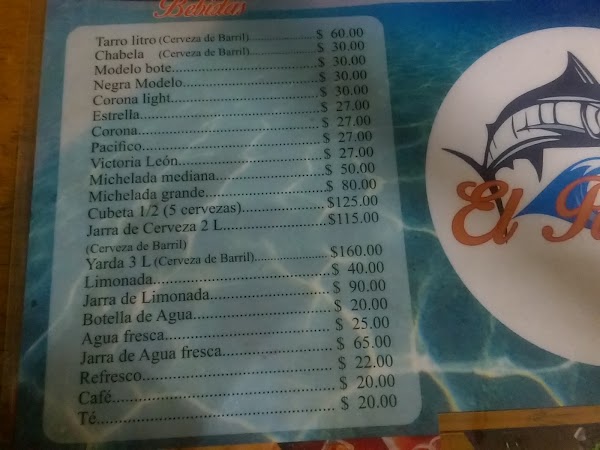 Bebidas
Tarro litro (Cerveza de Barril)................... $ 60.00
Chabela (Cerveza de Barril)................... $ 30.00
Modelo bote................................... $ 30.00
Negra Modelo................................ $ 30.00
Corona light................................... $ 30.00
Estrella.......................................... $ 27.00
Corona.......................................... $ 27.00
Pacifico......................................... $ 27.00
Victoria León................................. $ 27.00
Michelada mediana......................... $ 50.00
Michelada grande........................... $ 80.00
Cubeta 1/2 (5 cervezas)................... $125.00
Jarra de Cerveza 2 L........................ $115.00
(Cerveza de Barril)
Yarda 3 L (Cerveza de Barril)..................... $160.00
Limonada...................................... $ 40.00
Jarra de Limonada........................... $ 90.00
Botella de Agua.............................. $ 20.00
Agua fresca................................... $ 25.00
Jarra de Agua fresca........................ $ 65.00
Refresco........................................ $ 22.00
Café............................................. $ 20.00
Té................................................ $ 20.00
El